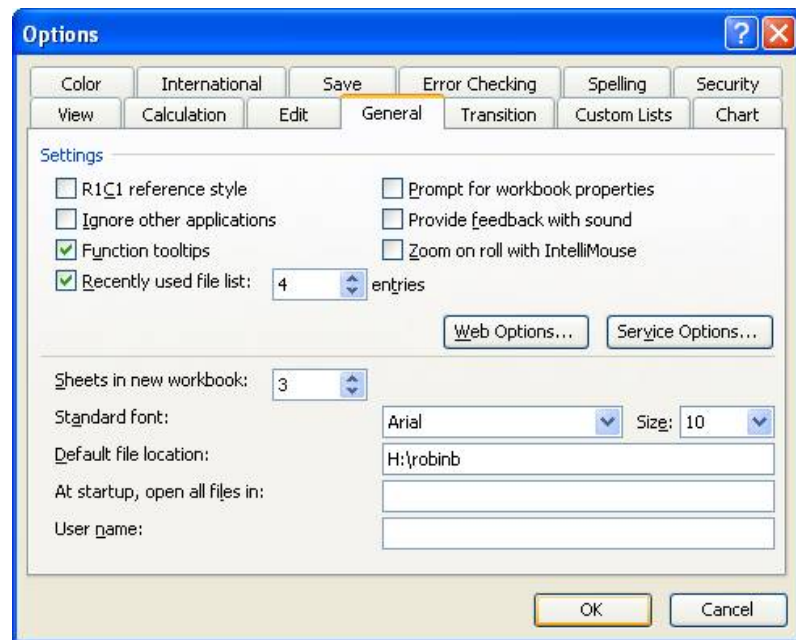 Options
Color International Save Error Checking Spelling Security
View Calculation Edit General Transition Custom Lists Chart
Settings
R1C1 reference style Prompt for workbook properties
Ignore other applications Provide feedback with sound
Function tooltips Zoom on roll with IntelliMouse
Recently used file list: 4 entries
Web Options... Service Options...
Sheets in new workbook: 3
Standard font: Arial Size: 10
Default file location: H:\robinb
At startup, open all files in:
User name:
OK Cancel